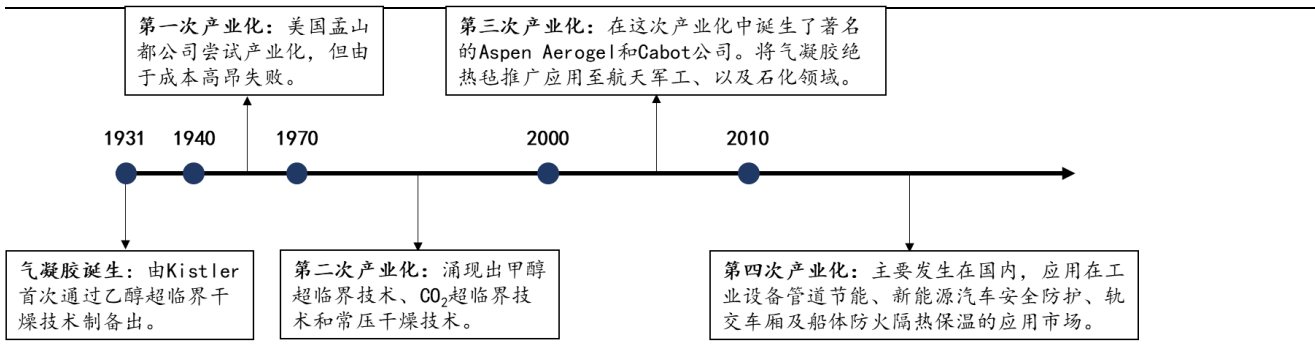 第一次产业化：美国孟山
都公司尝试产业化，但由
于成本高昂失败。
第三次产业化：在这次产业化中诞生了著名
的Aspen Aerogel和Cabot公司。将气凝胶绝
热毡推广应用至航天军工、以及石化领域。
1931
1940
1970
2000
2010
气凝胶诞生：由Kistler
首次通过乙醇超临界干
燥技术制备出。
第二次产业化：涌现出甲醇
超临界技术、CO₂超临界技
术和常压干燥技术。
第四次产业化：主要发生在国内，应用在工
业设备管道节能、新能源汽车安全防护、轨
交车厢及船体防火隔热保温的应用市场。